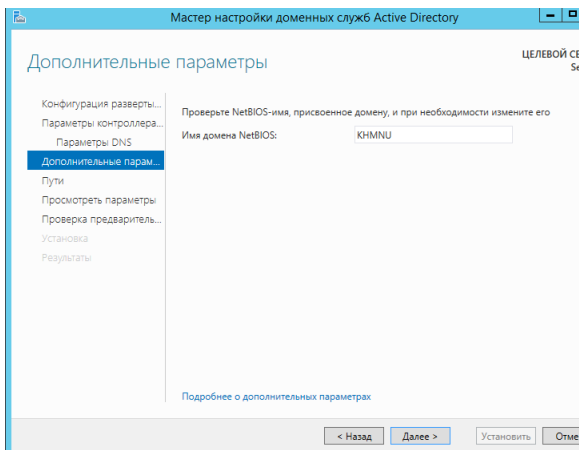 Мастер настройки доменных служб Active Directory
Дополнительные параметры
ЦЕЛЕВОЙ СЕ
Se
Конфигурация разверты...
Параметры контроллера...
Параметры DNS
Дополнительные парам...
Пути
Просмотреть параметры
Проверка предваритель...
Установка
Результаты
Проверьте NetBIOS-имя, присвоенное домену, и при необходимости измените его
Имя домена NetBIOS:
KHMNU
Подробнее о дополнительных параметрах
< Назад
Далее >
Установить
Отме